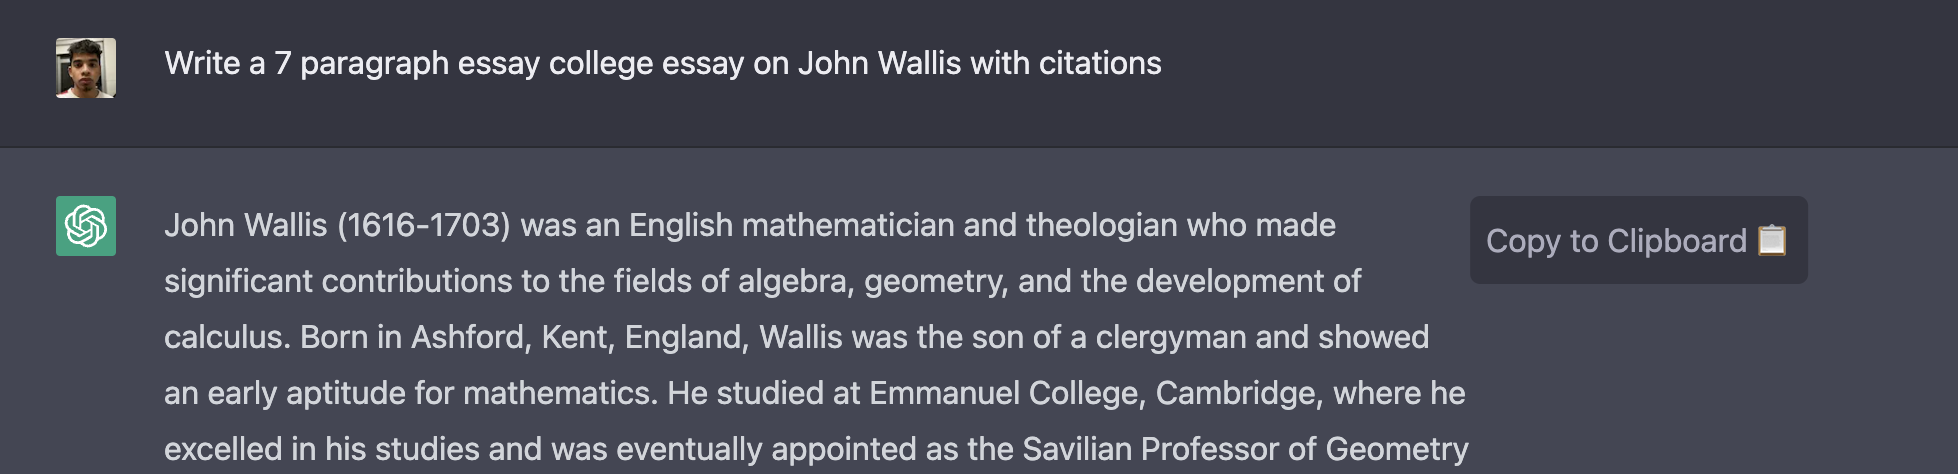 Write a 7 paragraph essay college essay on John Wallis with citations
John Wallis (1616-1703) was an English mathematician and theologian who made
significant contributions to the fields of algebra, geometry, and the development of
calculus. Born in Ashford, Kent, England, Wallis was the son of a clergyman and showed
an early aptitude for mathematics. He studied at Emmanuel College, Cambridge, where he
excelled in his studies and was eventually appointed as the Savilian Professor of Geometry
Copy to Clipboard 📋